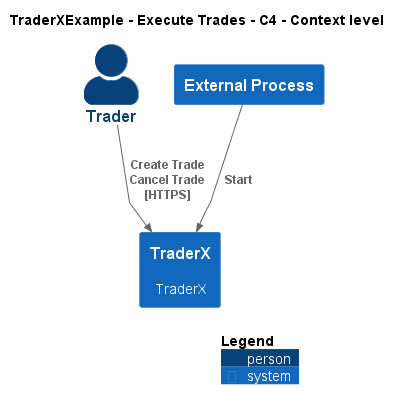 TraderXExample - Execute Trades - C4 - Context level
Trader
External Process
Create Trade
Cancel Trade
[HTTPS]
Start
TraderX
TraderX
Legend
person
system